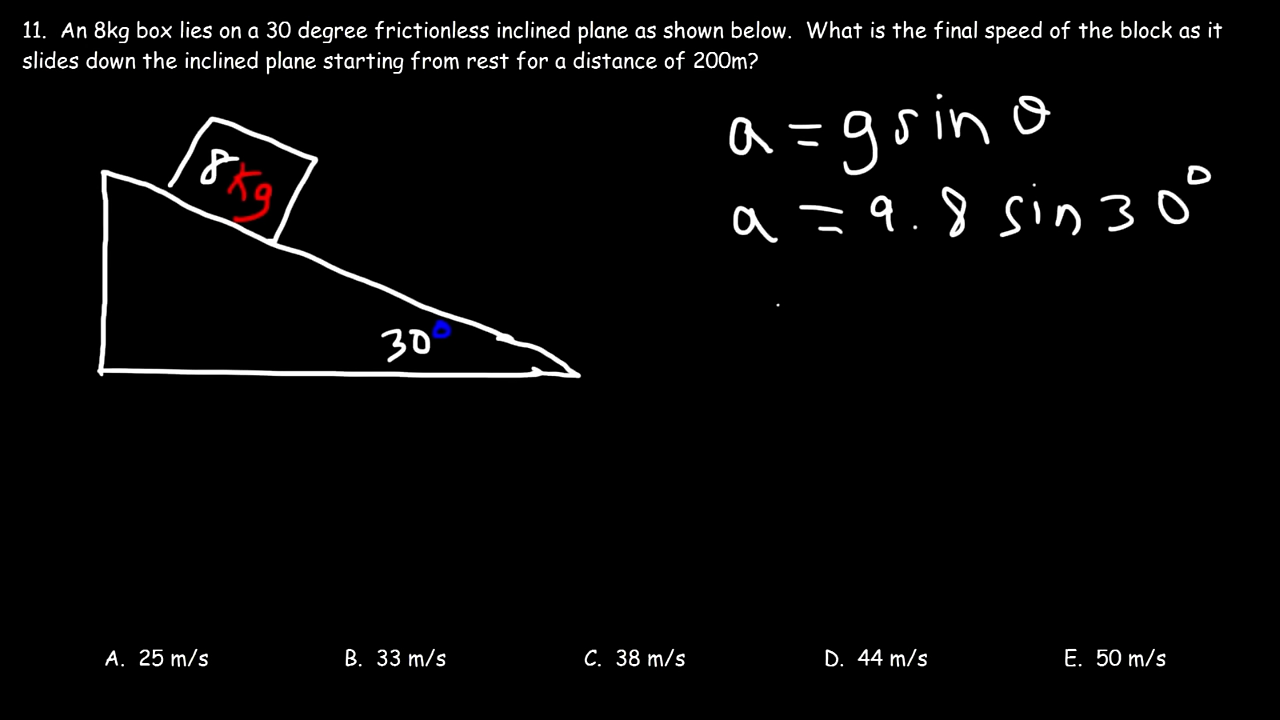 11. An 8kg box lies on a 30 degree frictionless inclined plane as shown below. What is the final speed of the block as it
slides down the inclined plane starting from rest for a distance of 200m?
a = g sin θ
8 kg
a = 9.8 sin 30°
30°
A. 25 m/s B. 33 m/s C. 38 m/s D. 44 m/s E. 50 m/s